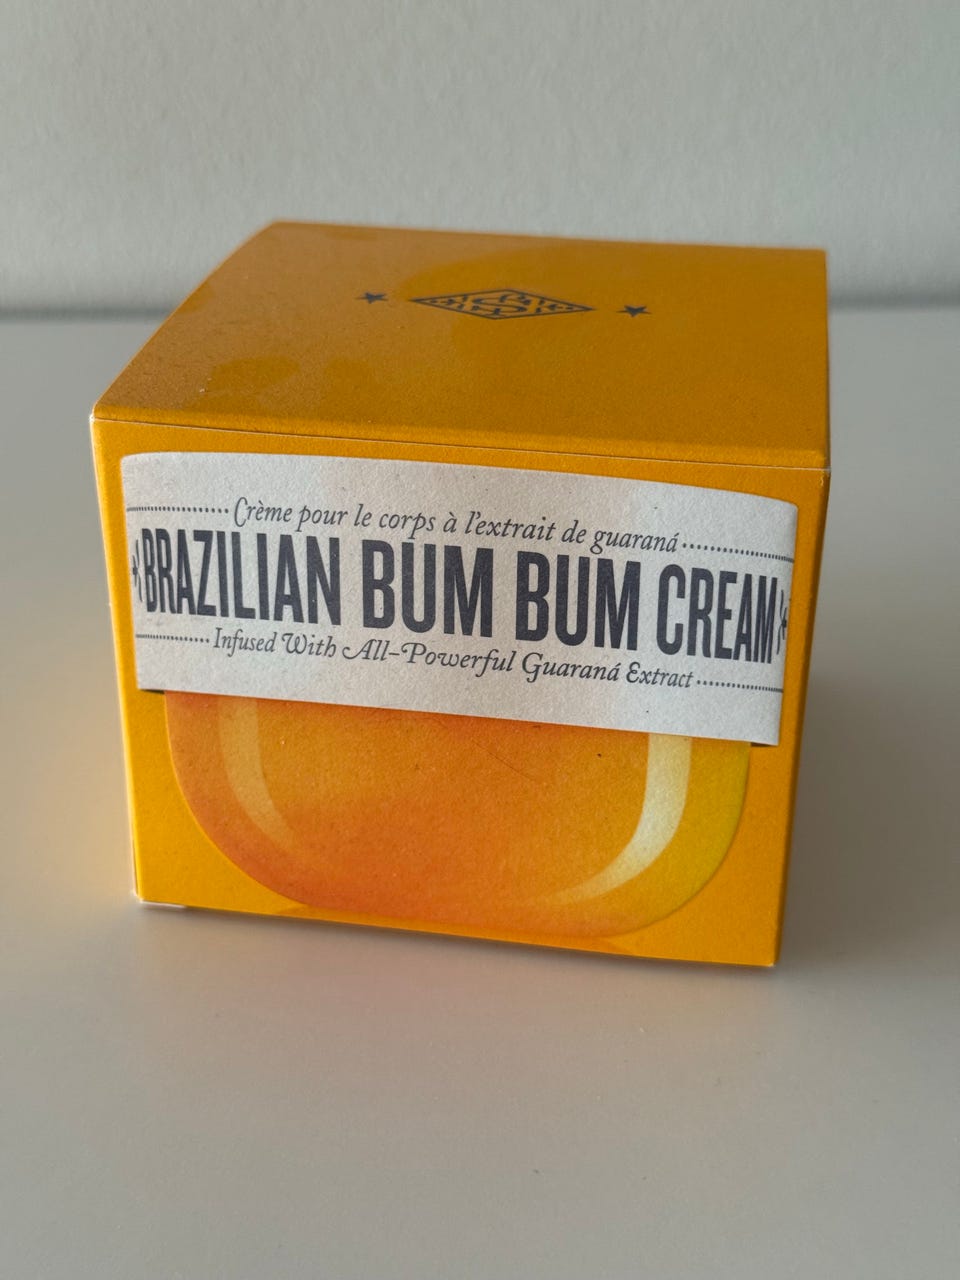 Crème pour le corps à l'extrait de guaraná
BRAZILIAN BUM BUM CREAM
Infused With All-Powerful Guaraná Extract